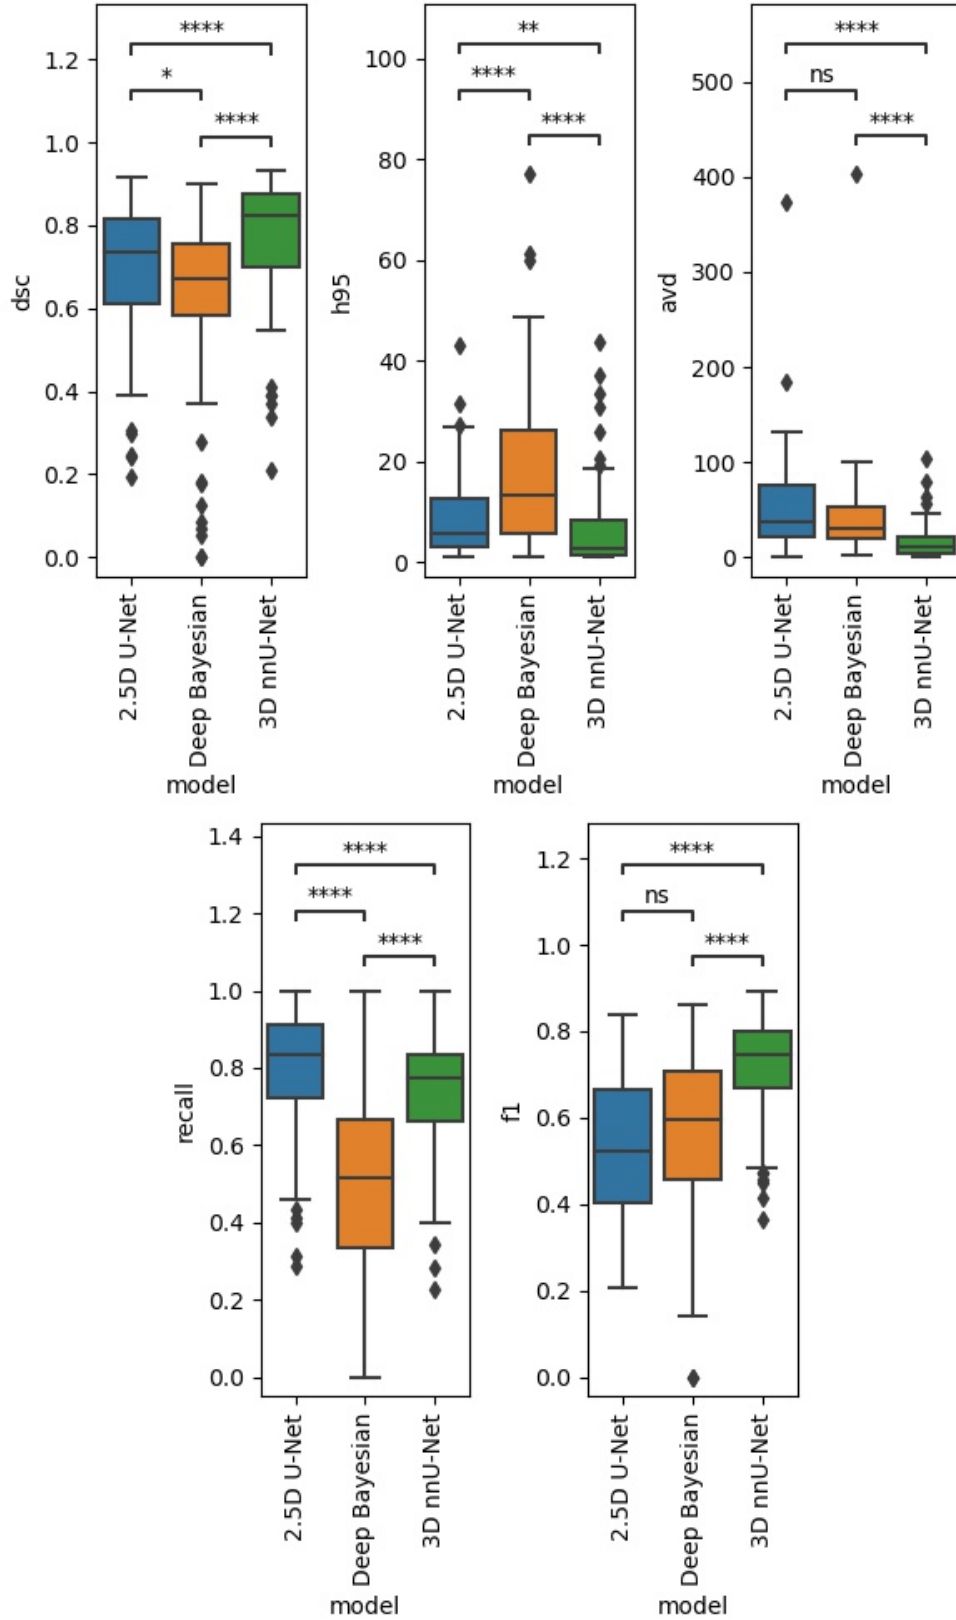 ****
*
****
1.2
1.0
0.8
0.6
0.4
0.2
0.0
dsc
2.5D U-Net
Deep Bayesian
3D nnU-Net
model
**
****
****
100
80
60
40
20
0
h95
2.5D U-Net
Deep Bayesian
3D nnU-Net
model
****
ns
****
500
400
300
200
100
0
avd
2.5D U-Net
Deep Bayesian
3D nnU-Net
model
****
****
****
1.4
1.2
1.0
0.8
0.6
0.4
0.2
0.0
recall
2.5D U-Net
Deep Bayesian
3D nnU-Net
model
****
ns
****
1.2
1.0
0.8
0.6
0.4
0.2
0.0
f1
2.5D U-Net
Deep Bayesian
3D nnU-Net
model